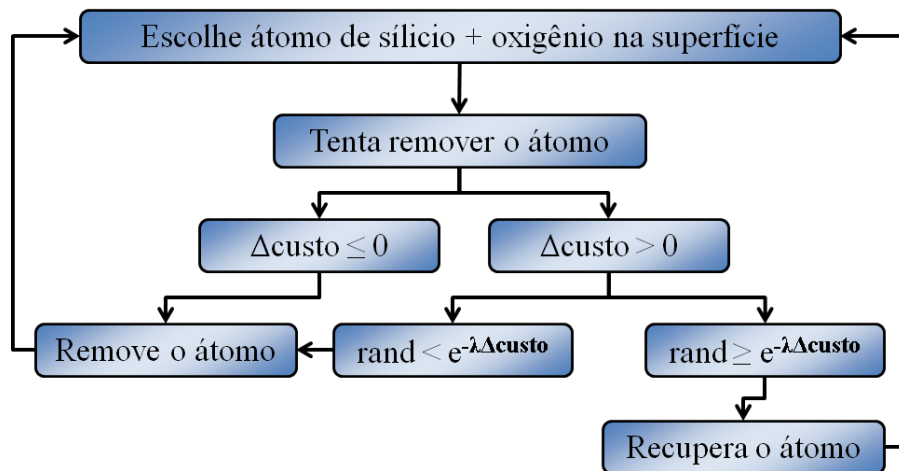 Escolhe átomo de sílicio + oxigênio na superfície
Tenta remover o átomo
Δcusto ≤ 0
Δcusto > 0
Remove o átomo
rand < e-λΔcusto
rand ≥ e-λΔcusto
Recupera o átomo